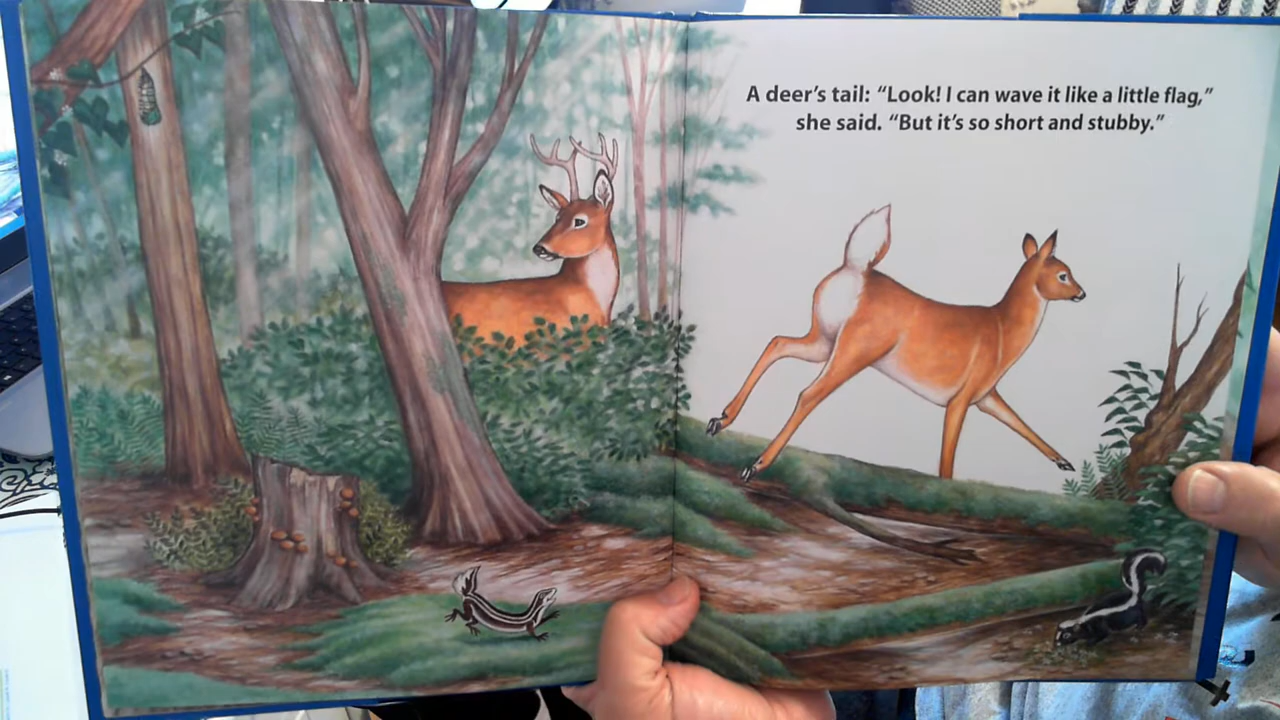 A deer's tail: “Look! I can wave it like a little flag,”
she said. “But it's so short and stubby.”